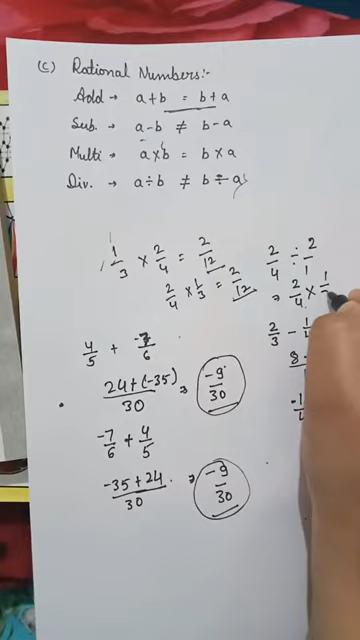 (C) Rational Numbers:-
Add → a+b = b+a
Sub. → a-b ≠ b-a
Multi → a×b = b×a
Div. → a÷b ≠ b÷a
1/3 × 2/4 = 2/12
2/4 × 1/3 = 2/12
4/5 + -7/6
24+(-35)/30 ⇒ -9/30
-7/6 + 4/5
-35+24/30 ⇒ -9/30
2/4 ÷ 2/1
⇒ 2/4 × 1/
2/3 -